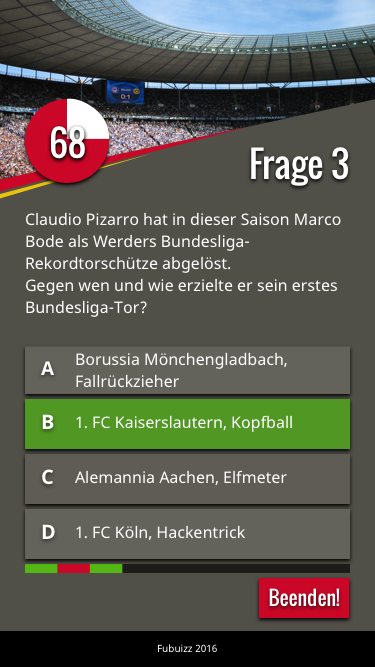 0:1
68
Frage 3
Claudio Pizarro hat in dieser Saison Marco
Bode als Werders Bundesliga-
Rekordtorschütze abgelöst.
Gegen wen und wie erzielte er sein erstes
Bundesliga-Tor?
A Borussia Mönchengladbach,
Fallrückzieher
B 1. FC Kaiserslautern, Kopfball
C Alemannia Aachen, Elfmeter
D 1. FC Köln, Hackentrick
Beenden!
Fubuizz 2016